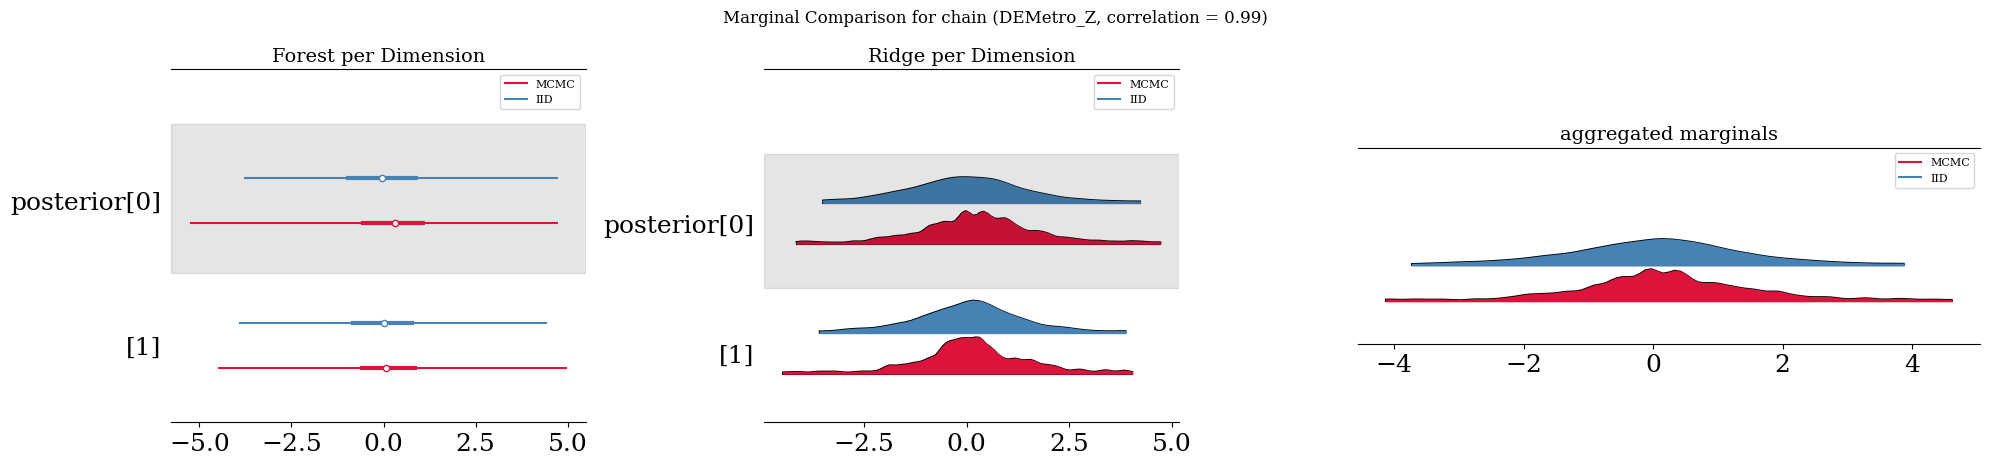 Marginal Comparison for chain (DEMetro_Z, correlation = 0.99)
Forest per Dimension
MCMC
IID
posterior[0]
[1]
−5.0 −2.5 0.0 2.5 5.0
Ridge per Dimension
MCMC
IID
posterior[0]
[1]
−2.5 0.0 2.5 5.0
aggregated marginals
MCMC
IID
−4 −2 0 2 4